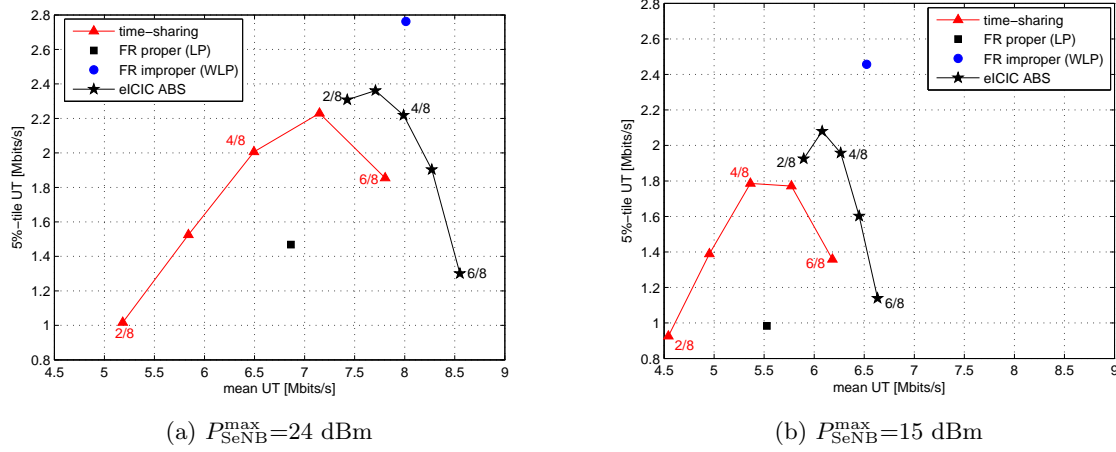 2.8
2.6
2.4
2.2
2
1.8
1.6
1.4
1.2
1
0.8
5%−tile UT [Mbits/s]
time−sharing
FR proper (LP)
FR improper (WLP)
eICIC ABS
2/8
4/8
4/8
6/8
6/8
2/8
4.5 5 5.5 6 6.5 7 7.5 8 8.5 9
mean UT [Mbits/s]
(a) P^max_SeNB=24 dBm
2.8
2.6
2.4
2.2
2
1.8
1.6
1.4
1.2
1
0.8
5%−tile UT [Mbits/s]
time−sharing
FR proper (LP)
FR improper (WLP)
eICIC ABS
2/8
4/8
4/8
6/8
6/8
2/8
4.5 5 5.5 6 6.5 7 7.5 8 8.5 9
mean UT [Mbits/s]
(b) P^max_SeNB=15 dBm